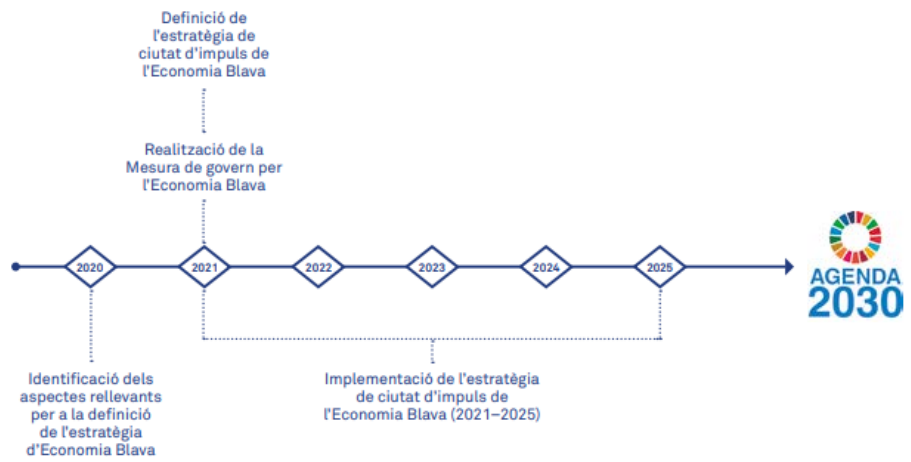 Definició de
l'estratègia de
ciutat d'impuls de
l'Economia Blava
Realització de la
Mesura de govern per
l'Economia Blava
2020
2021
2022
2023
2024
2025
AGENDA
2030
Identificació dels
aspectes rellevants
per a la definició
de l'estratègia
d'Economia Blava
Implementació de l'estratègia
de ciutat d'impuls de
l'Economia Blava (2021–2025)